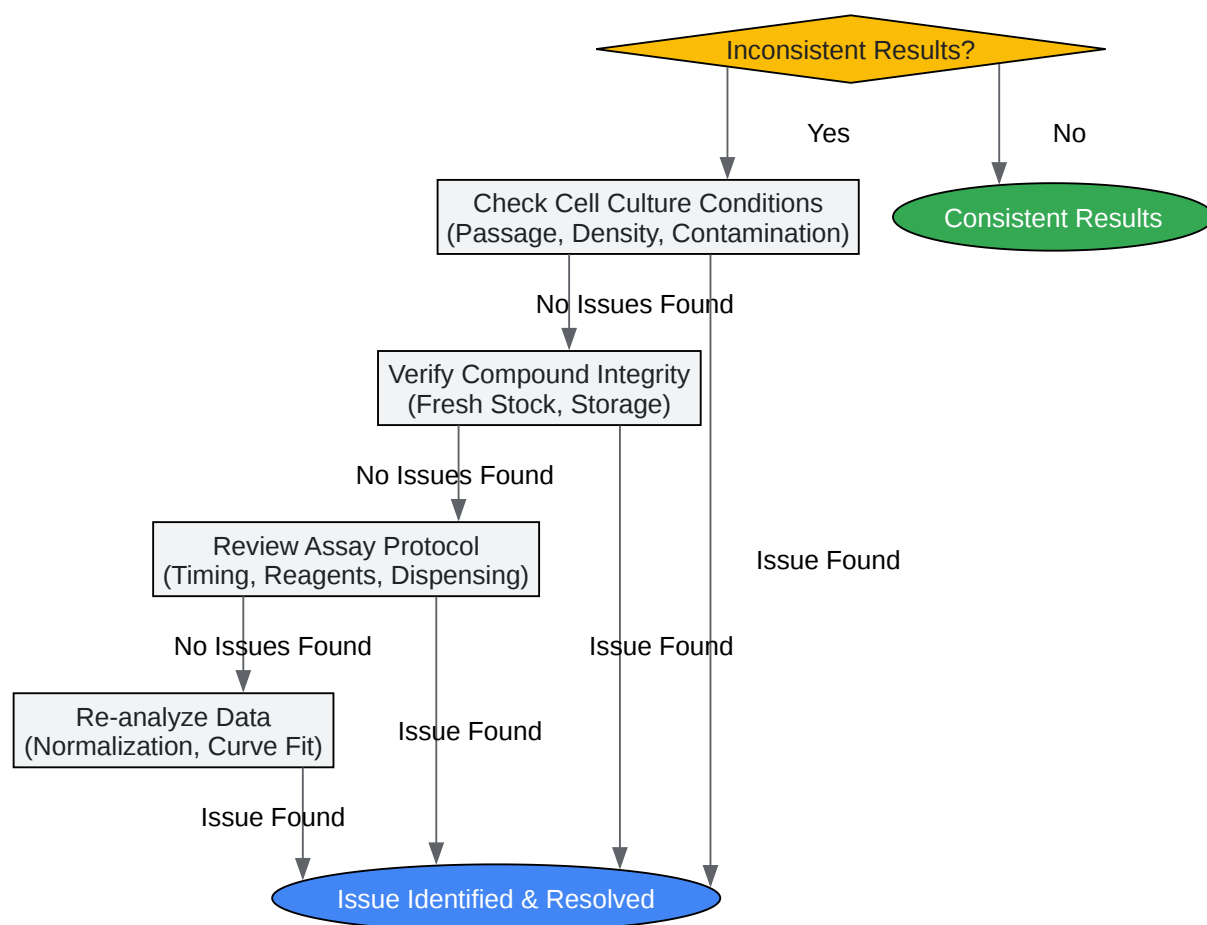 Inconsistent Results?
Yes
No
Check Cell Culture Conditions
(Passage, Density, Contamination)
Consistent Results
No Issues Found
Verify Compound Integrity
(Fresh Stock, Storage)
No Issues Found
Review Assay Protocol
(Timing, Reagents, Dispensing)
Issue Found
No Issues Found
Issue Found
Re-analyze Data
(Normalization, Curve Fit)
Issue Found
Issue Found
Issue Identified & Resolved